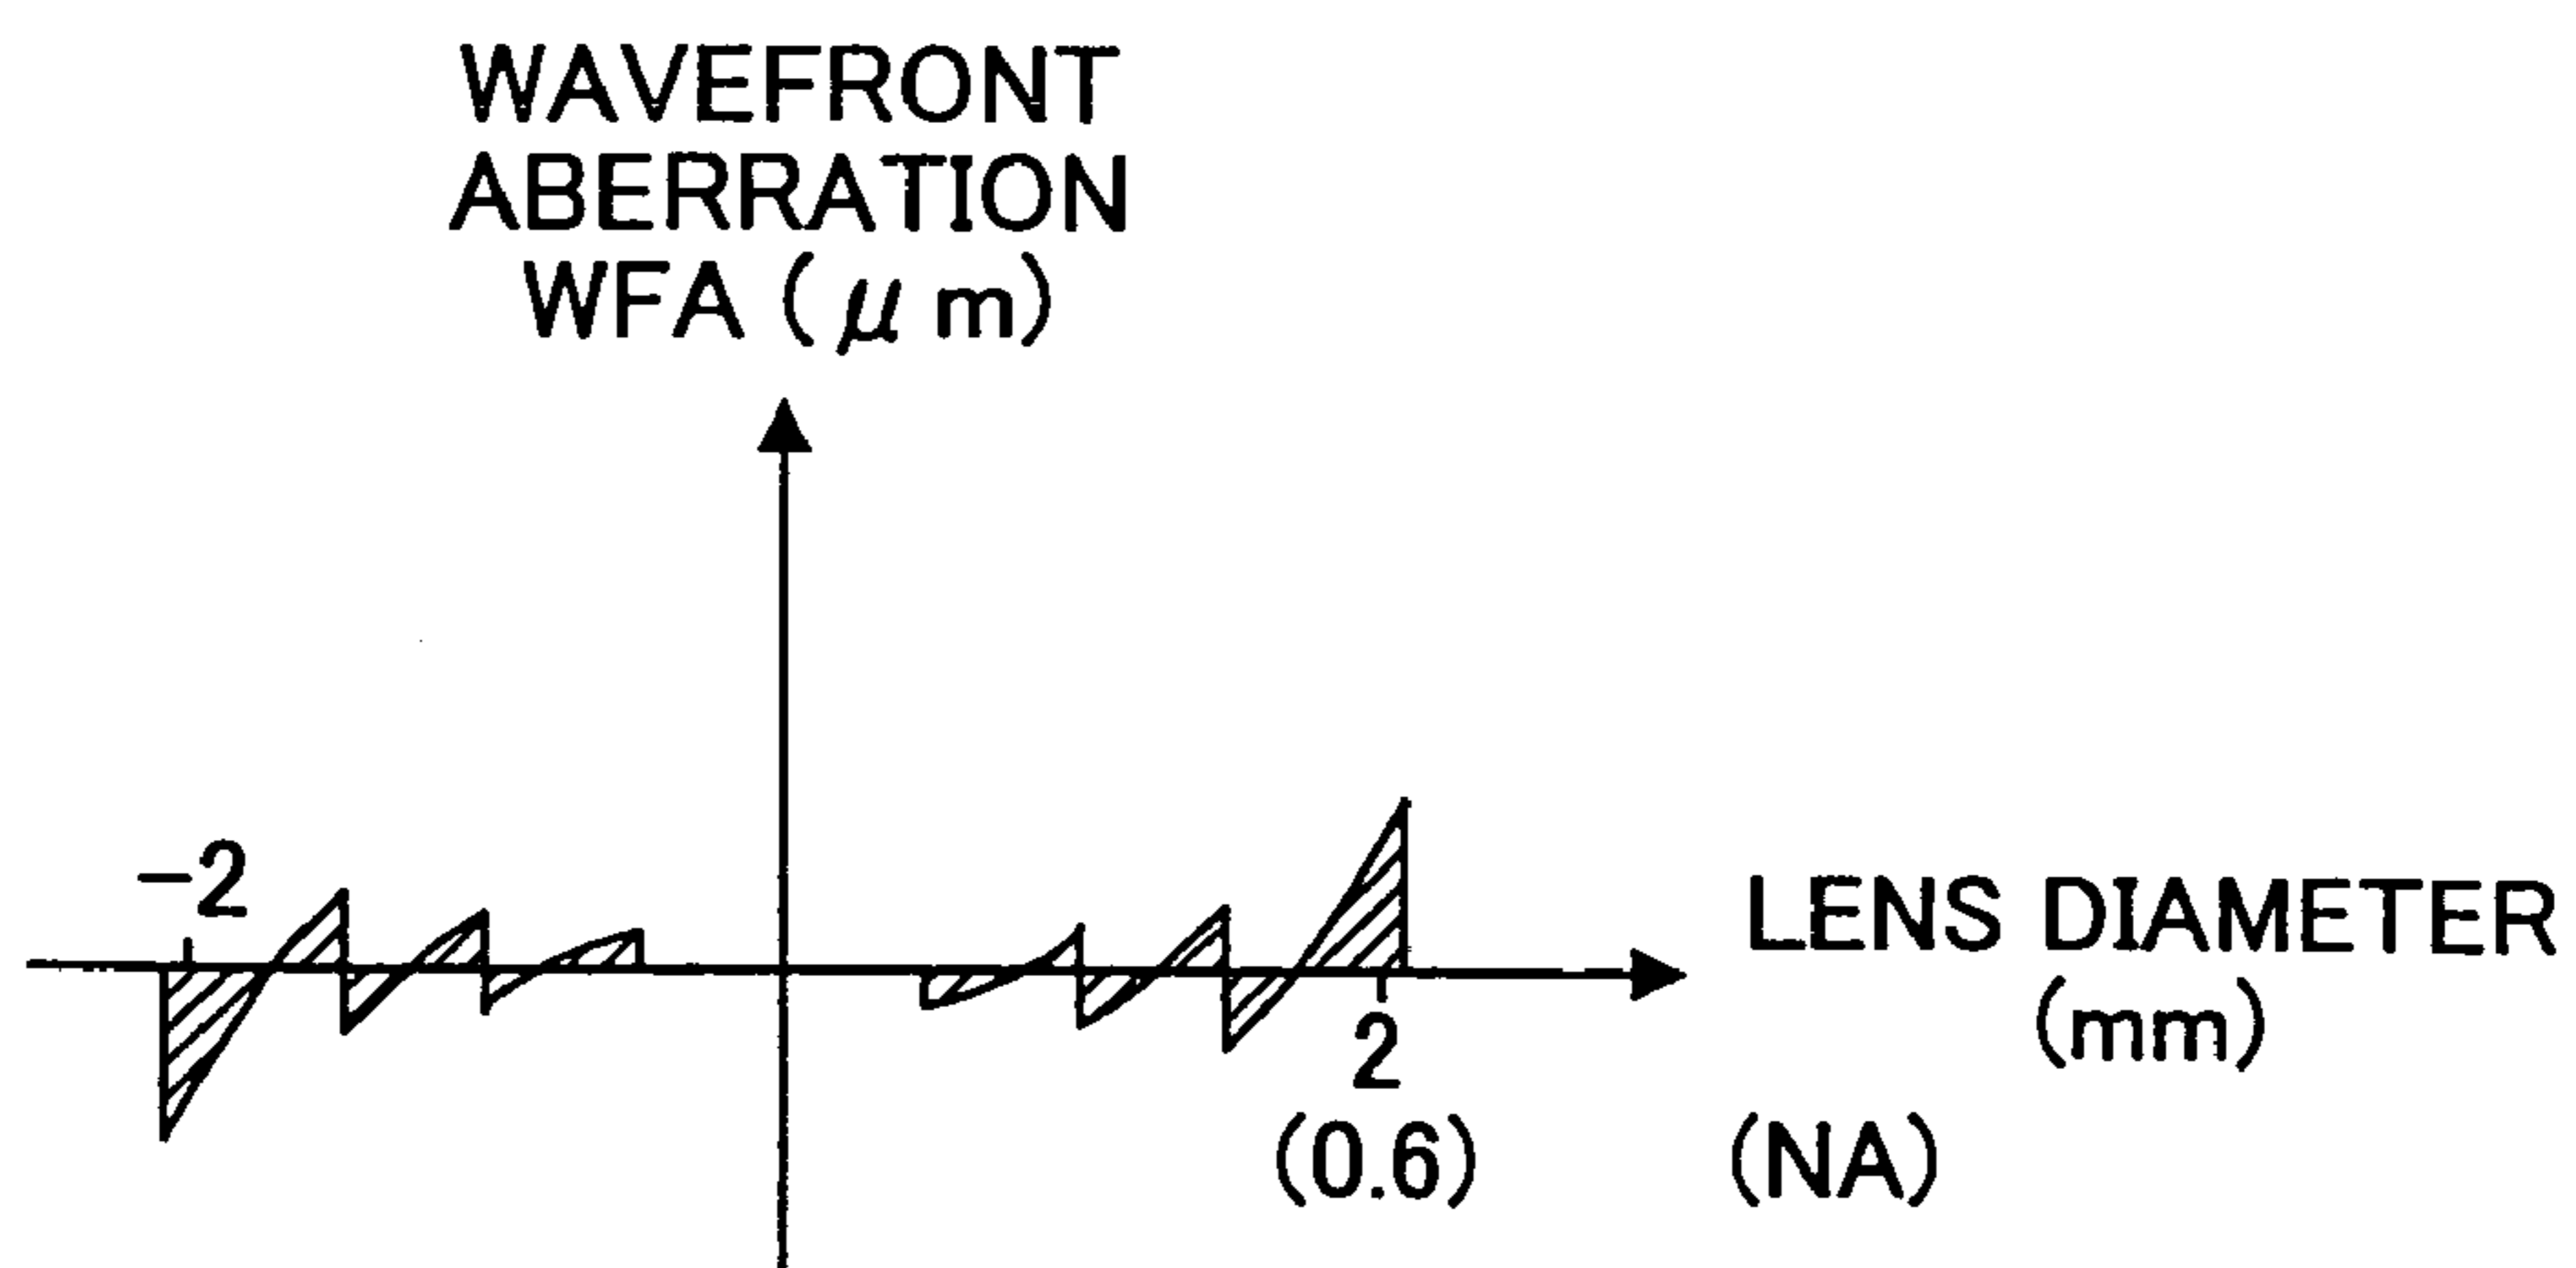 WAVEFRONT
ABERRATION
WFA (μm)
−2
LENS DIAMETER
(mm)
2
(0.6)
(NA)